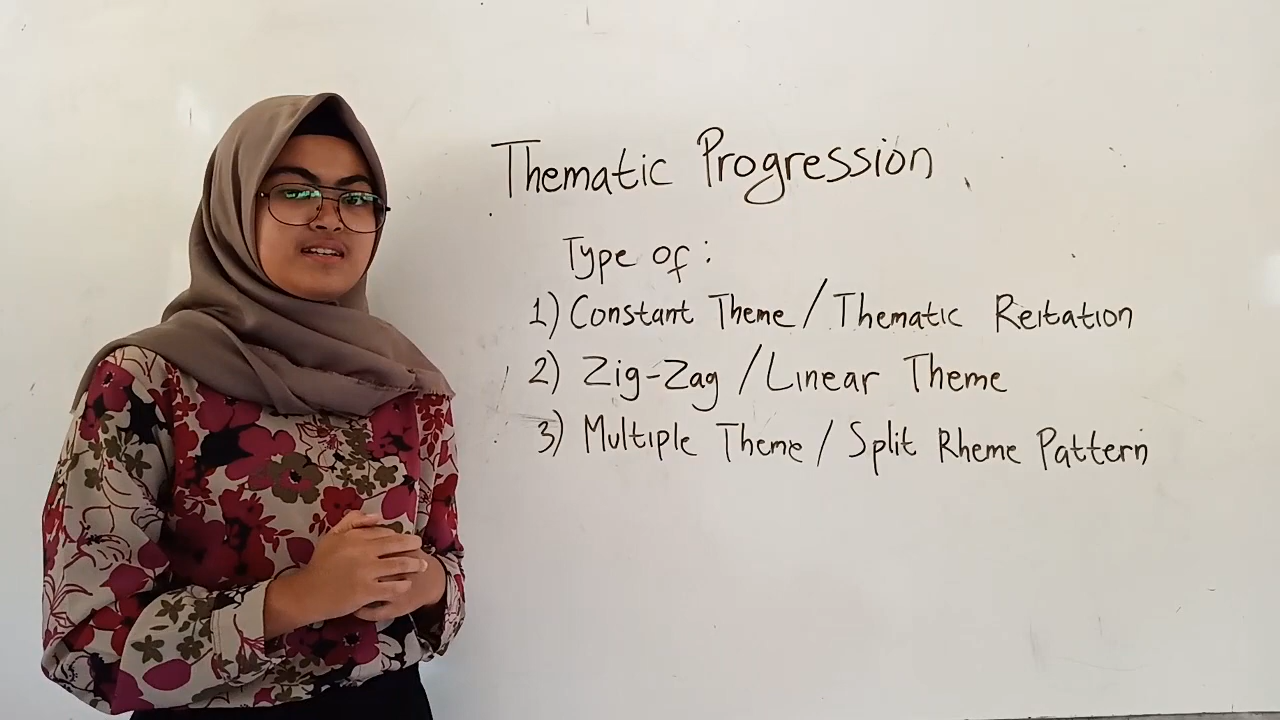 Thematic Progression
Type of :
1) Constant Theme / Thematic Reitation
2) Zig-Zag / Linear Theme
3) Multiple Theme / Split Rheme Pattern